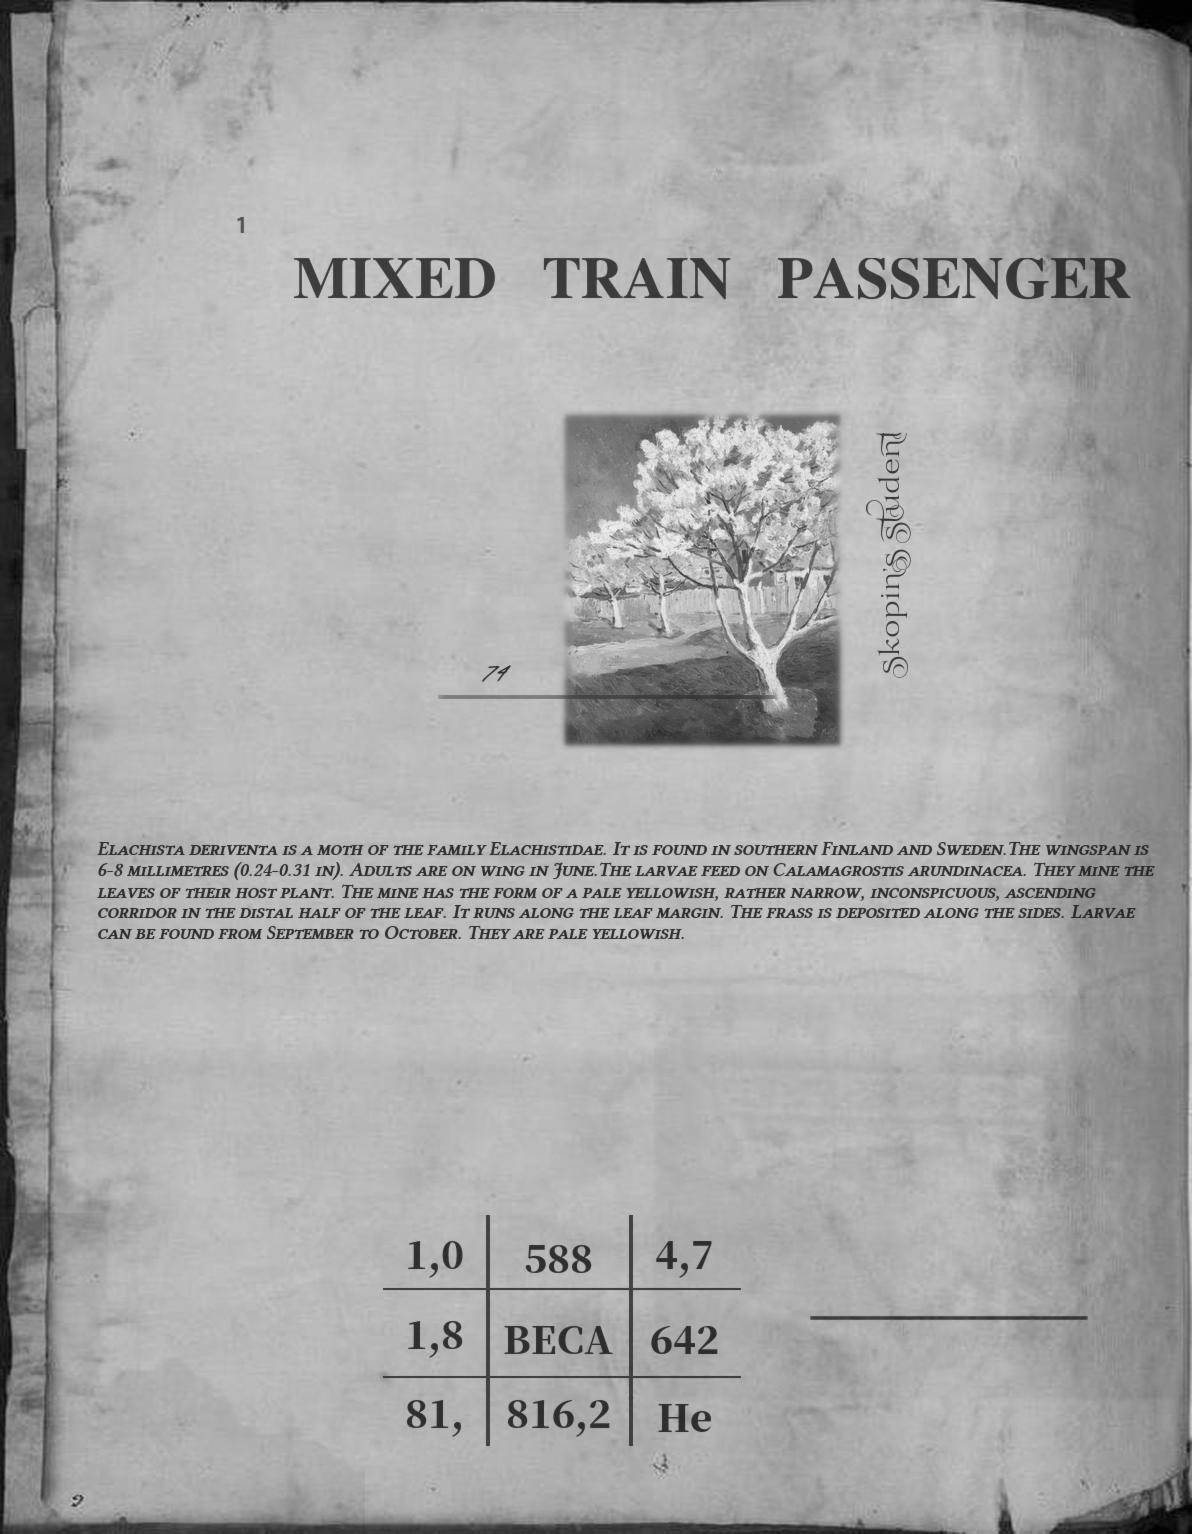 1
MIXED TRAIN PASSENGER
Skopin's Student
74
Elachista deriventa is a moth of the family Elachistidae. It is found in southern Finland and Sweden.The wingspan is
6-8 millimetres (0.24-0.31 in). Adults are on wing in June.The larvae feed on Calamagrostis arundinacea. They mine the
leaves of their host plant. The mine has the form of a pale yellowish, rather narrow, inconspicuous, ascending
corridor in the distal half of the leaf. It runs along the leaf margin. The frass is deposited along the sides. Larvae
can be found from September to October. They are pale yellowish.
1,0 588 4,7
1,8 BECA 642
81, 816,2 He